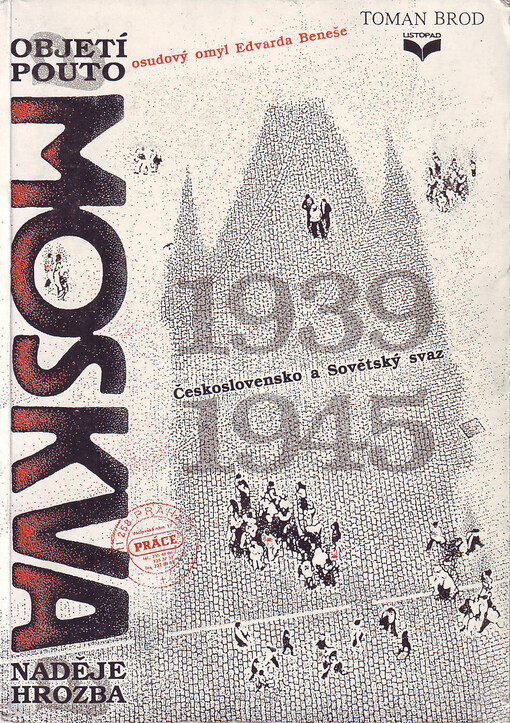 TOMAN BROD
LISTOPAD
OBJETÍ
POUTO
osudový omyl Edvarda Beneše
MOSKVA
1939
Československo a Sovětský svaz
1945
PRÁCE
NADĚJE
HROZBA